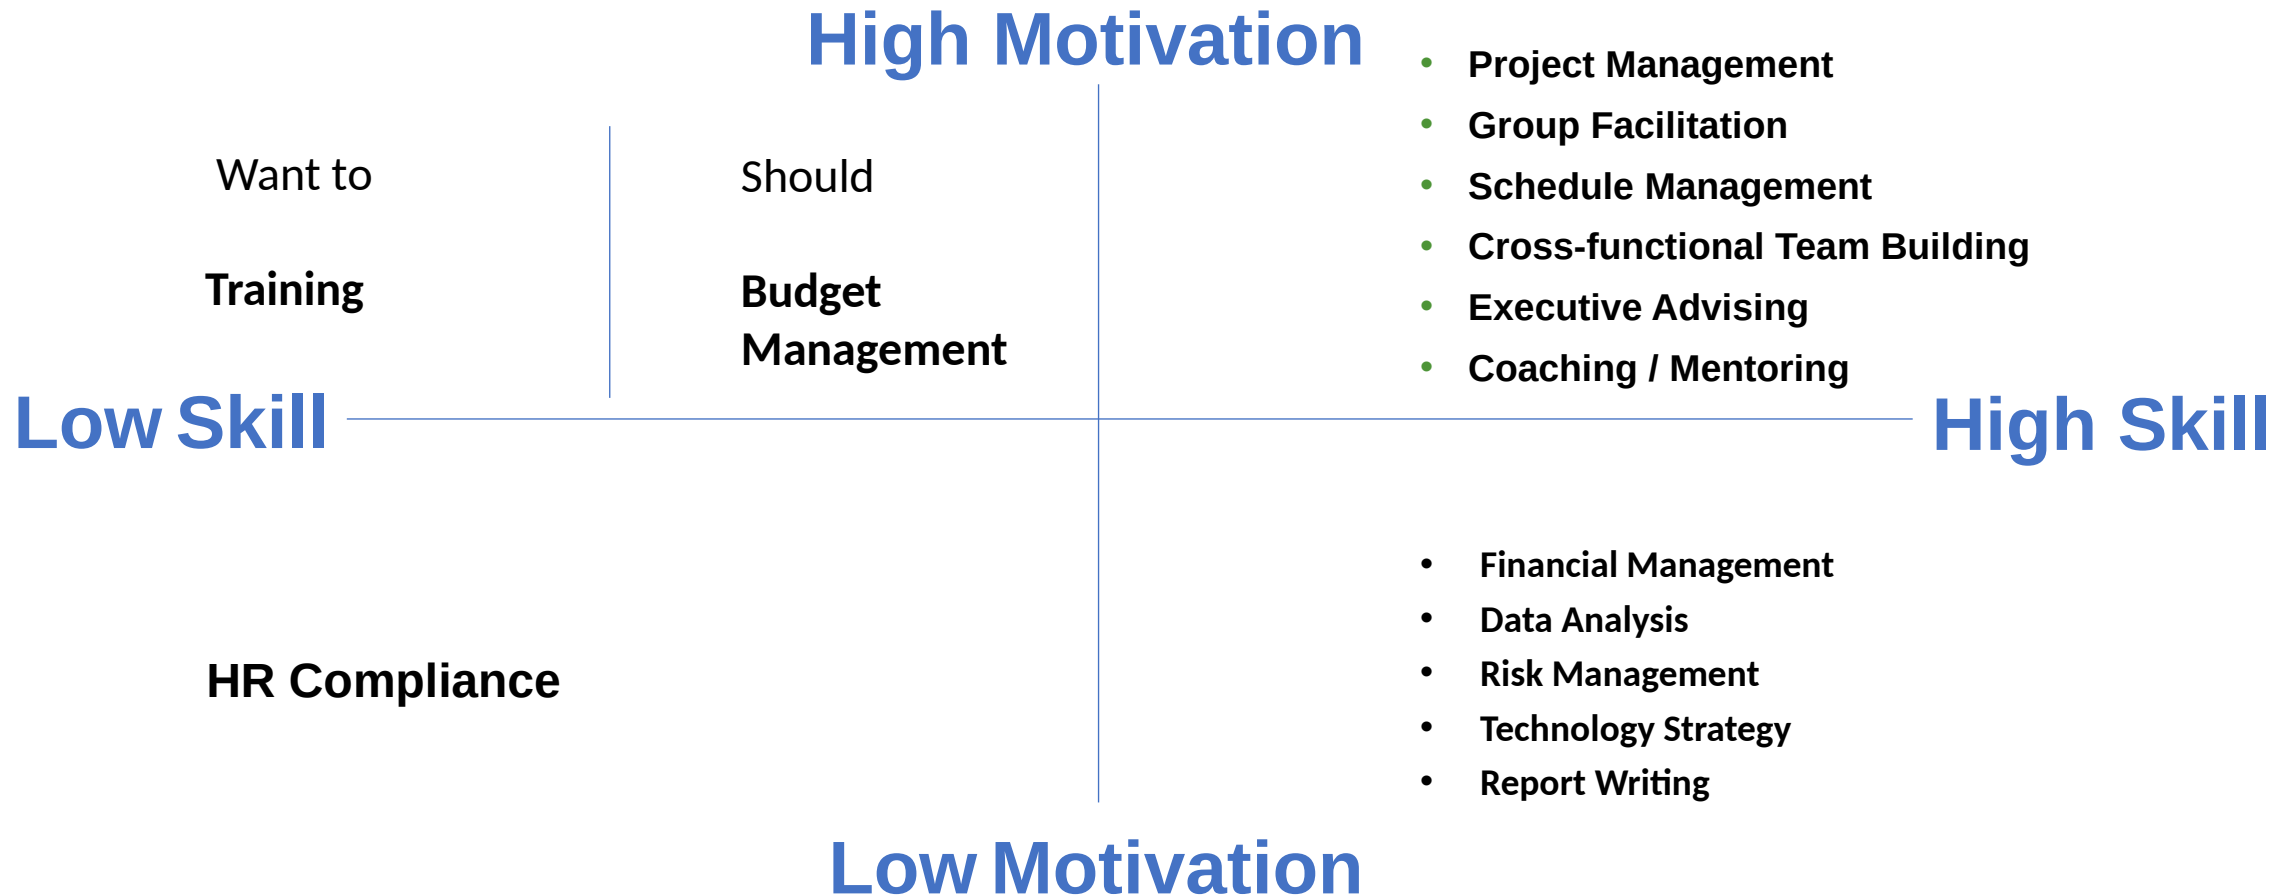 High Motivation
• Project Management
• Group Facilitation
• Schedule Management
• Cross-functional Team Building
• Executive Advising
• Coaching / Mentoring
Want to
Training
Should
Budget
Management
Low Skill
High Skill
HR Compliance
• Financial Management
• Data Analysis
• Risk Management
• Technology Strategy
• Report Writing
Low Motivation